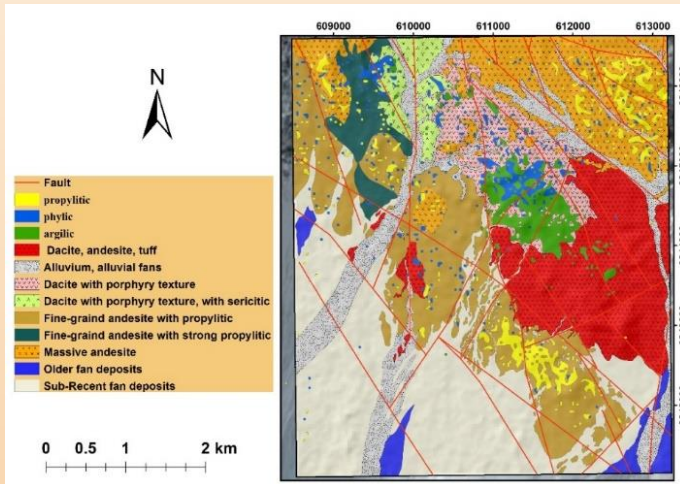 609000 610000 611000 612000 613000
N
Fault
propylitic
phylic
argilic
Dacite, andesite, tuff
Alluvium, alluvial fans
Dacite with porphyry texture
Dacite with porphyry texture, with sericitic
Fine-graind andesite with propylitic
Fine-graind andesite with strong propylitic
Massive andesite
Older fan deposits
Sub-Recent fan deposits
0 0.5 1 2 km